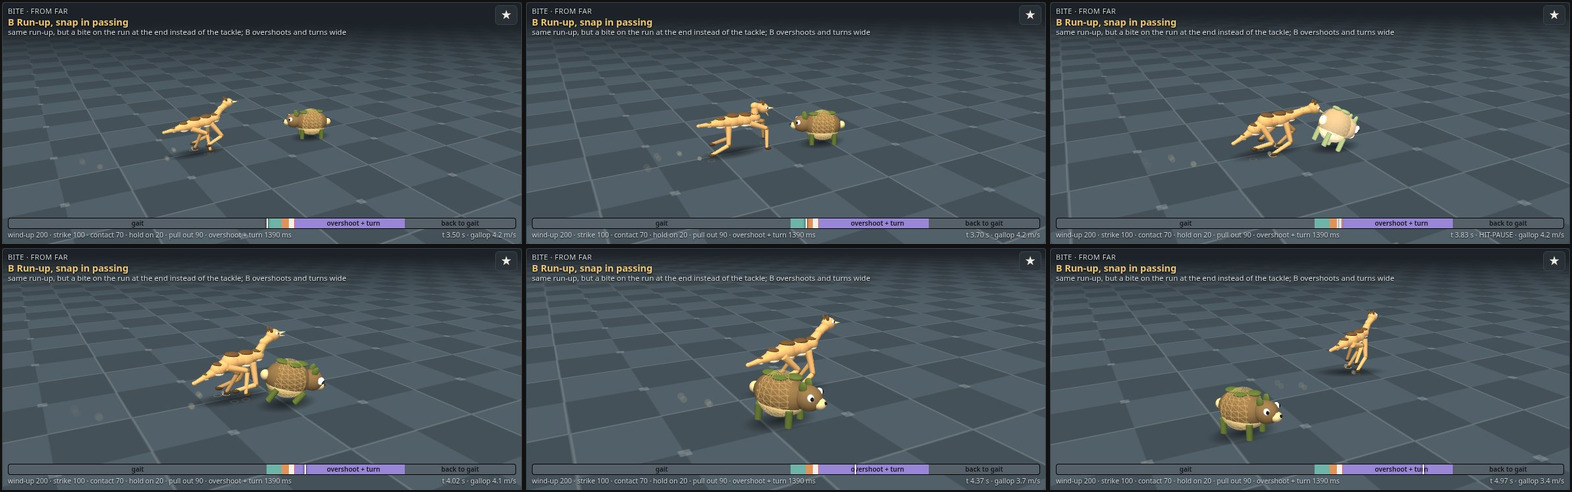 BITE · FROM FAR
B Run-up, snap in passing
same run-up, but a bite on the run at the end instead of the tackle; B overshoots and turns wide
gait
overshoot + turn
back to gait
wind-up 200 · strike 100 · contact 70 · hold on 20 · pull out 90 · overshoot + turn 1390 ms
t 3.50 s · gallop 4.2 m/s
BITE · FROM FAR
B Run-up, snap in passing
same run-up, but a bite on the run at the end instead of the tackle; B overshoots and turns wide
gait
overshoot + turn
back to gait
wind-up 200 · strike 100 · contact 70 · hold on 20 · pull out 90 · overshoot + turn 1390 ms
t 3.70 s · gallop 4.2 m/s
BITE · FROM FAR
B Run-up, snap in passing
same run-up, but a bite on the run at the end instead of the tackle; B overshoots and turns wide
gait
overshoot + turn
back to gait
wind-up 200 · strike 100 · contact 70 · hold on 20 · pull out 90 · overshoot + turn 1390 ms
t 3.83 s · HIT-PAUSE · gallop 4.2 m/s
BITE · FROM FAR
B Run-up, snap in passing
same run-up, but a bite on the run at the end instead of the tackle; B overshoots and turns wide
gait
overshoot + turn
back to gait
wind-up 200 · strike 100 · contact 70 · hold on 20 · pull out 90 · overshoot + turn 1390 ms
t 4.02 s · gallop 4.1 m/s
BITE · FROM FAR
B Run-up, snap in passing
same run-up, but a bite on the run at the end instead of the tackle; B overshoots and turns wide
gait
overshoot + turn
back to gait
wind-up 200 · strike 100 · contact 70 · hold on 20 · pull out 90 · overshoot + turn 1390 ms
t 4.37 s · gallop 3.7 m/s
BITE · FROM FAR
B Run-up, snap in passing
same run-up, but a bite on the run at the end instead of the tackle; B overshoots and turns wide
gait
overshoot + turn
back to gait
wind-up 200 · strike 100 · contact 70 · hold on 20 · pull out 90 · overshoot + turn 1390 ms
t 4.97 s · gallop 3.4 m/s